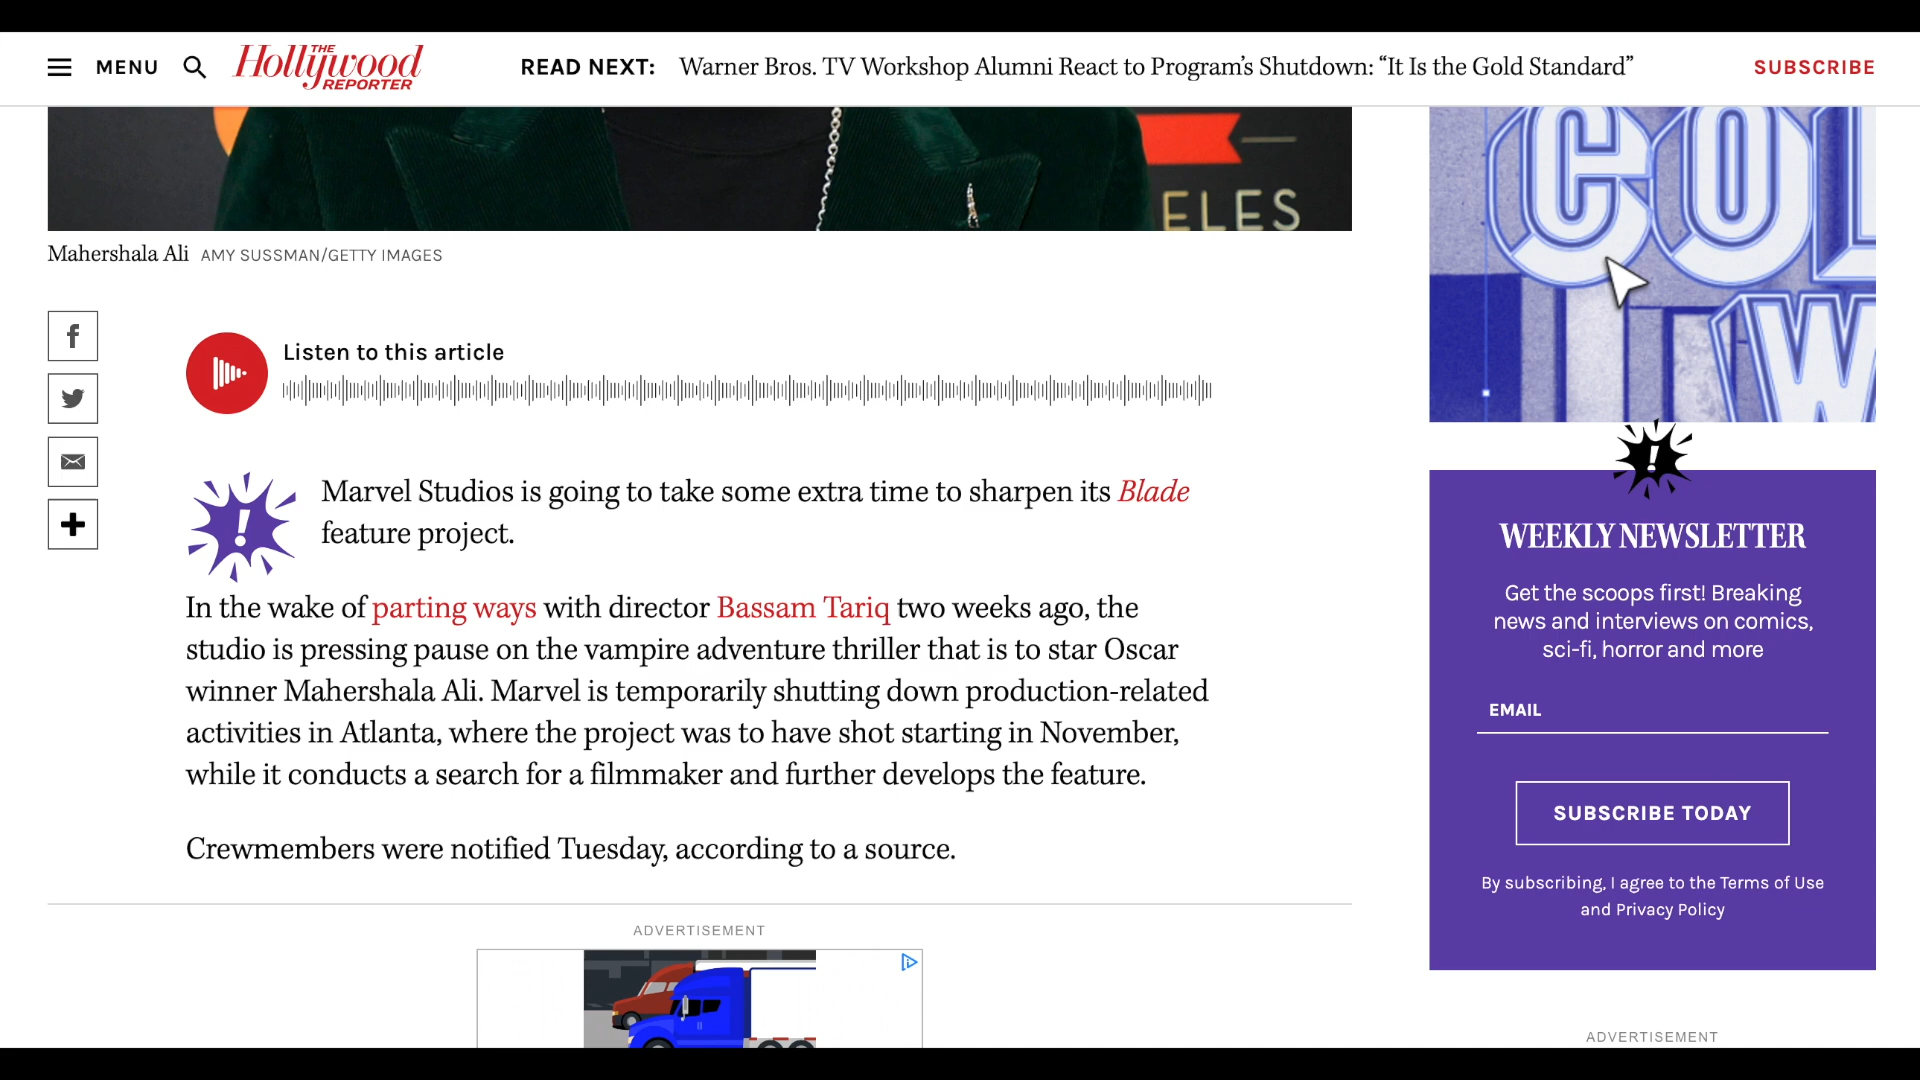 MENU
THE
Hollywood
REPORTER
READ NEXT: Warner Bros. TV Workshop Alumni React to Program’s Shutdown: “It Is the Gold Standard”
SUBSCRIBE
ELES
Mahershala Ali AMY SUSSMAN/GETTY IMAGES
Listen to this article
Marvel Studios is going to take some extra time to sharpen its Blade
feature project.
In the wake of parting ways with director Bassam Tariq two weeks ago, the
studio is pressing pause on the vampire adventure thriller that is to star Oscar
winner Mahershala Ali. Marvel is temporarily shutting down production-related
activities in Atlanta, where the project was to have shot starting in November,
while it conducts a search for a filmmaker and further develops the feature.
Crewmembers were notified Tuesday, according to a source.
ADVERTISEMENT
COL
W
!
WEEKLY NEWSLETTER
Get the scoops first! Breaking
news and interviews on comics,
sci-fi, horror and more
EMAIL
SUBSCRIBE TODAY
By subscribing, I agree to the Terms of Use
and Privacy Policy
ADVERTISEMENT